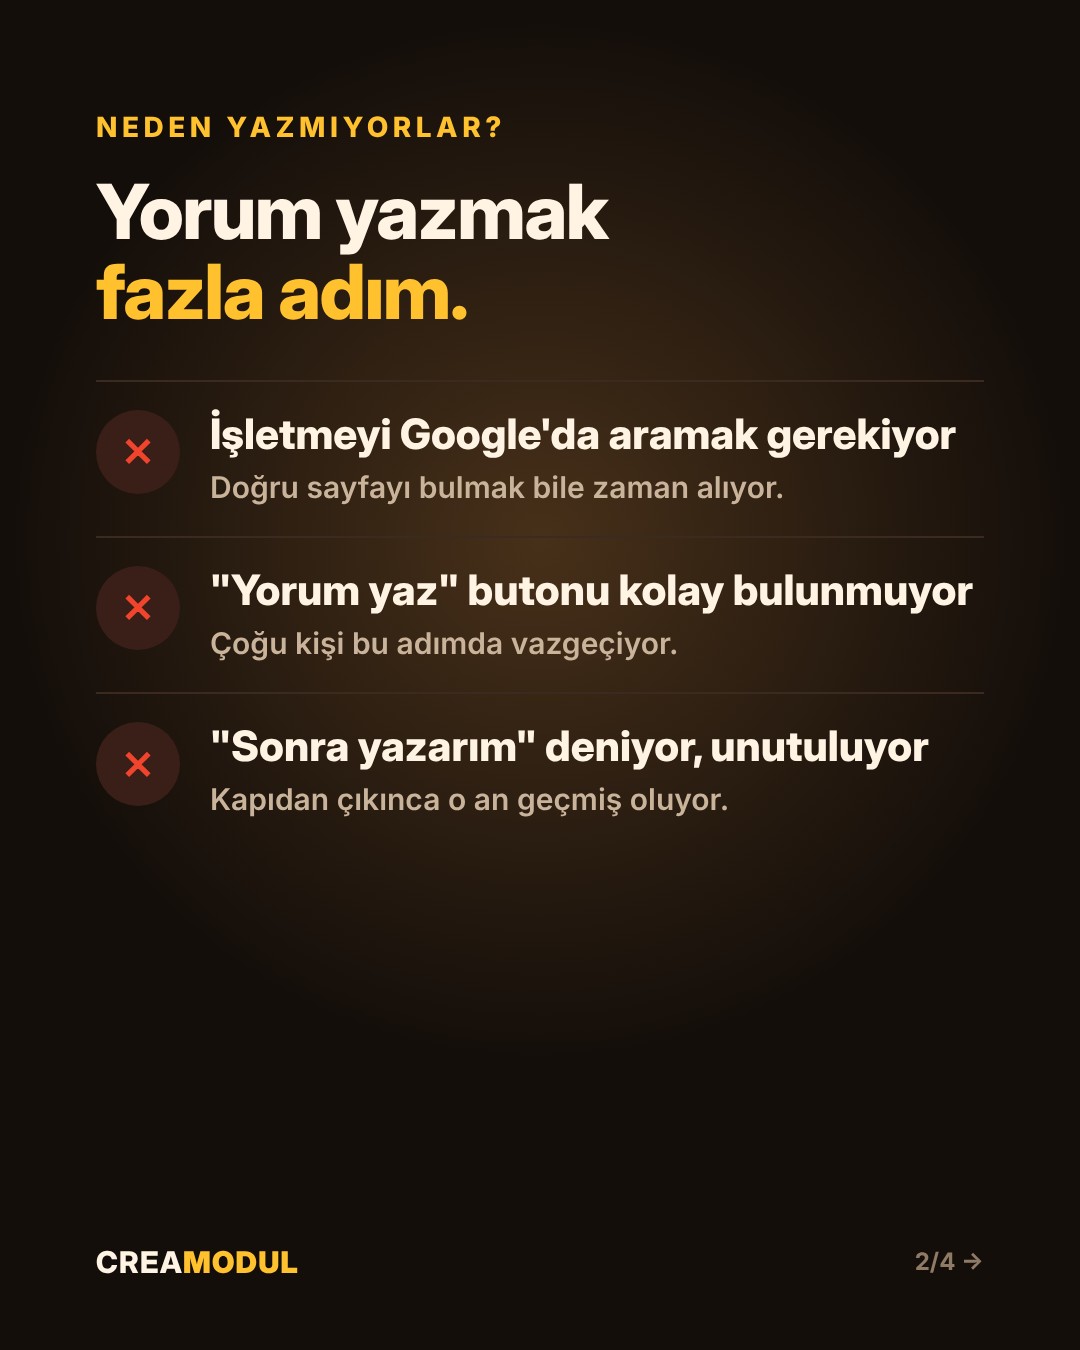 NEDEN YAZMIYORLAR?
Yorum yazmak
fazla adım.
İşletmeyi Google'da aramak gerekiyor
Doğru sayfayı bulmak bile zaman alıyor.
"Yorum yaz" butonu kolay bulunmuyor
Çoğu kişi bu adımda vazgeçiyor.
"Sonra yazarım" deniyor, unutuluyor
Kapıdan çıkınca o an geçmiş oluyor.
CREAMODUL
2/4 →